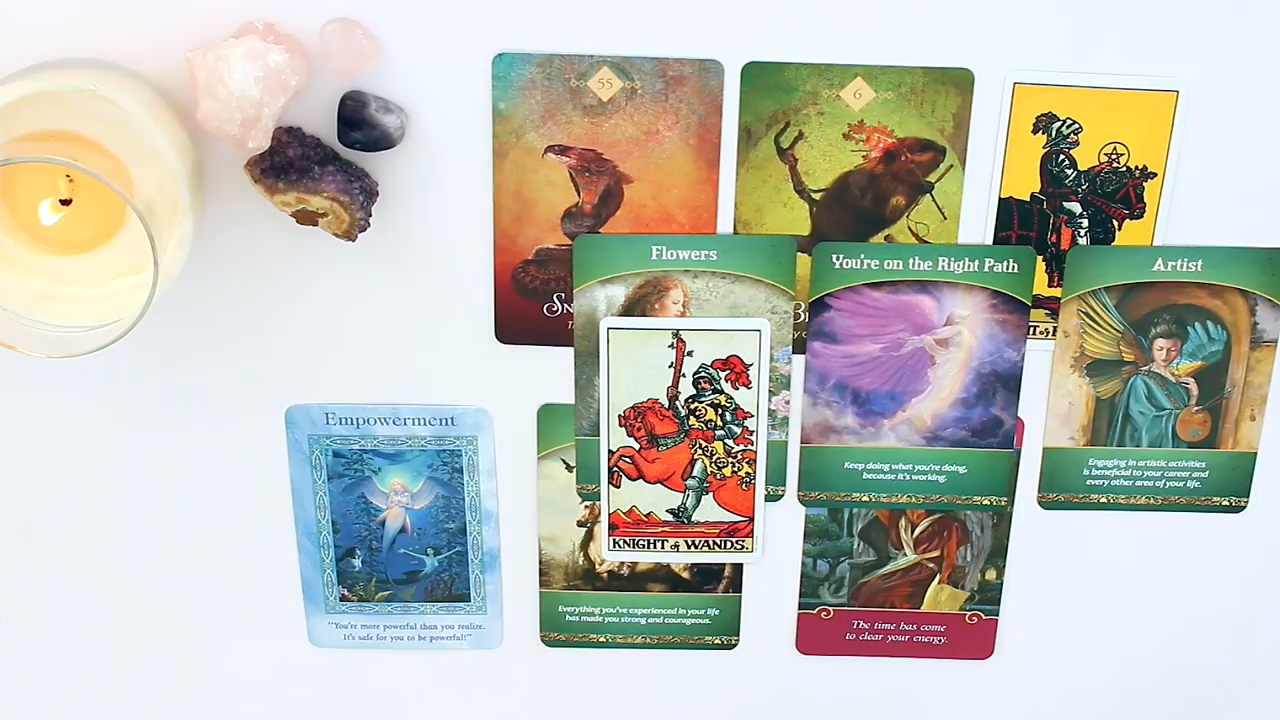 55
6
Flowers
You're on the Right Path
Artist
Keep doing what you're doing,
because it's working.
Engaging in artistic activities
is beneficial to your career and
every other area of your life.
Empowerment
KNIGHT of WANDS.
"You're more powerful than you realize.
It's safe for you to be powerful!"
Everything you've experienced in your life
has made you strong and courageous.
The time has come
to clear your energy.